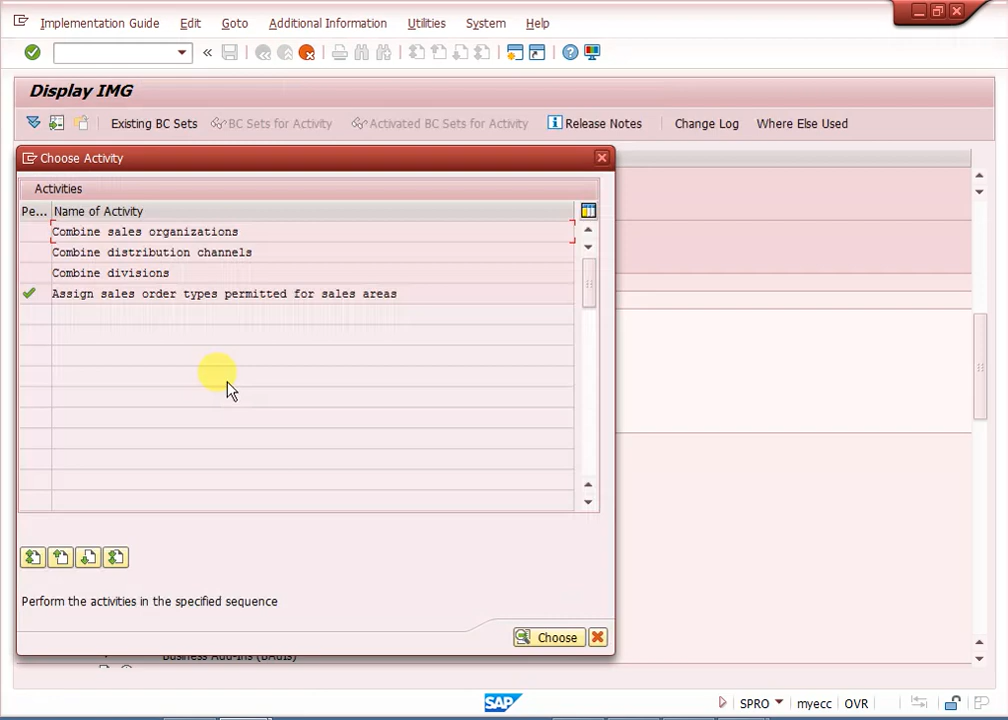 Implementation Guide Edit Goto Additional Information Utilities System Help
Display IMG
Existing BC Sets BC Sets for Activity Activated BC Sets for Activity Release Notes Change Log Where Else Used
Choose Activity
Activities
Pe... Name of Activity
Combine sales organizations
Combine distribution channels
Combine divisions
Assign sales order types permitted for sales areas
Perform the activities in the specified sequence
Choose
Business Add-Ins (BAdIs)
SAP SPRO myecc OVR